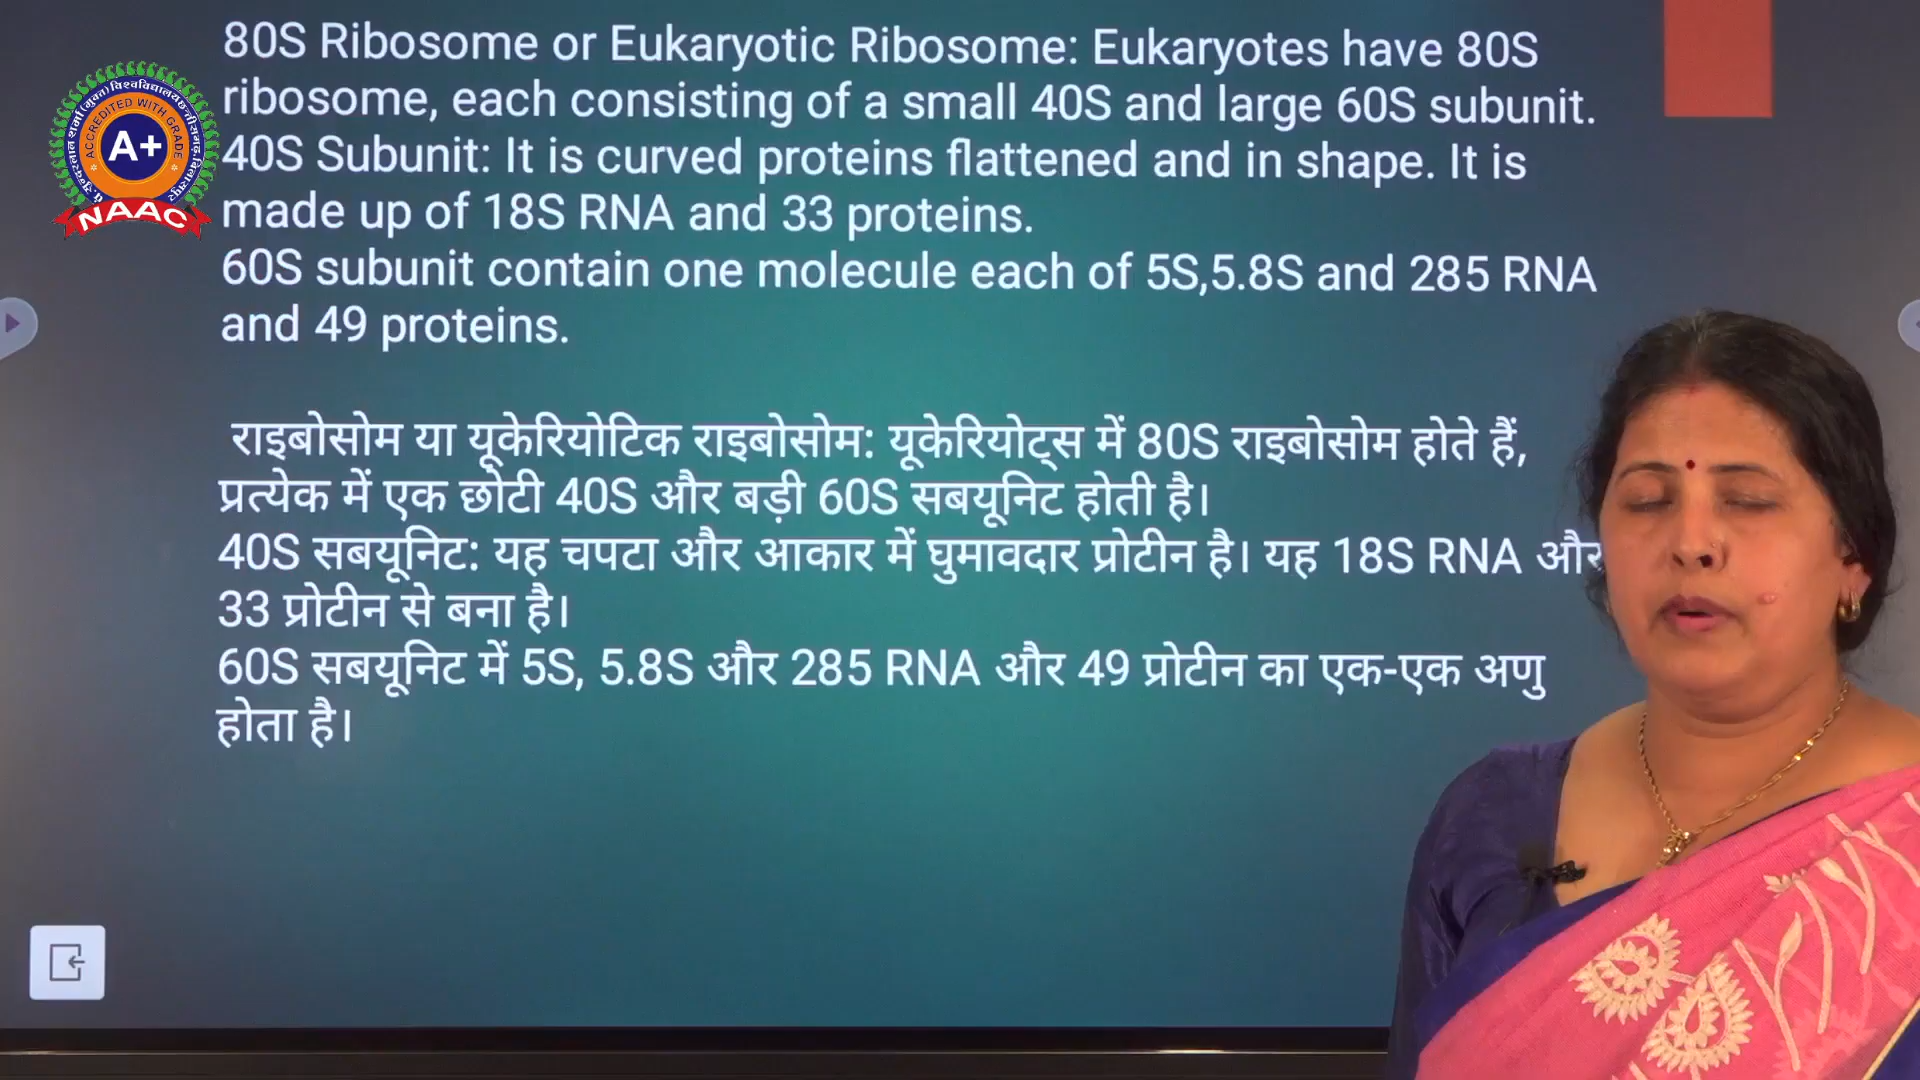 80S Ribosome or Eukaryotic Ribosome: Eukaryotes have 80S
ribosome, each consisting of a small 40S and large 60S subunit.
40S Subunit: It is curved proteins flattened and in shape. It is
made up of 18S RNA and 33 proteins.
60S subunit contain one molecule each of 5S,5.8S and 285 RNA
and 49 proteins.
राइबोसोम या यूकेरियोटिक राइबोसोम: यूकेरियोट्स में 80S राइबोसोम होते हैं,
प्रत्येक में एक छोटी 40S और बड़ी 60S सबयूनिट होती है।
40S सबयूनिट: यह चपटा और आकार में घुमावदार प्रोटीन है। यह 18S RNA और
33 प्रोटीन से बना है।
60S सबयूनिट में 5S, 5.8S और 285 RNA और 49 प्रोटीन का एक-एक अणु
होता है।
ACCREDITED WITH GRADE
A+
NAAC